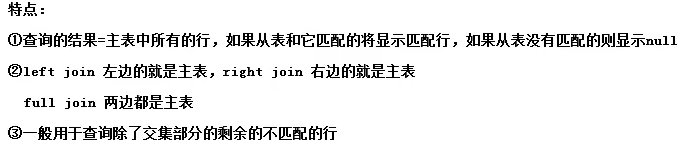 特点：
①查询的结果=主表中所有的行，如果从表和它匹配的将显示匹配行，如果从表没有匹配的则显示null
②left join 左边的就是主表，right join 右边的就是主表
full join 两边都是主表
③一般用于查询除了交集部分的剩余的不匹配的行